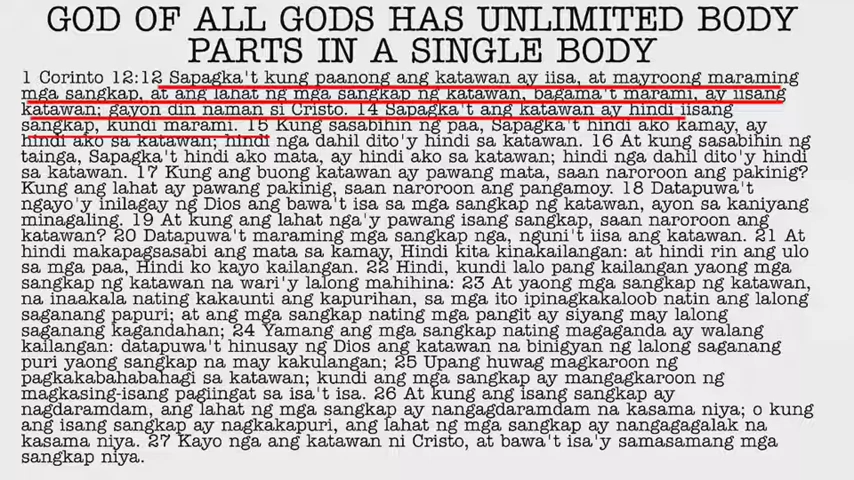 GOD OF ALL GODS HAS UNLIMITED BODY
PARTS IN A SINGLE BODY
1 Corinto 12:12 Sapagka't kung paanong ang katawan ay iisa, at mayroong maraming
mga sangkap, at ang lahat ng mga sangkap ng katawan, bagama't marami, ay iisang
katawan; gayon din naman si Cristo. 14 Sapagka't ang katawan ay hindi iisang
sangkap, kundi marami. 15 Kung sasabihin ng paa, Sapagka't hindi ako kamay, ay
hindi ako sa katawan; hindi nga dahil dito'y hindi sa katawan. 16 At kung sasabihin ng
tainga, Sapagka't hindi ako mata, ay hindi ako sa katawan; hindi nga dahil dito'y hindi
sa katawan. 17 Kung ang buong katawan ay pawang mata, saan naroroon ang pakinig?
Kung ang lahat ay pawang pakinig, saan naroroon ang pangamoy. 18 Datapuwa't
ngayo'y inilagay ng Dios ang bawa't isa sa mga sangkap ng katawan, ayon sa kaniyang
minagaling. 19 At kung ang lahat nga'y pawang isang sangkap, saan naroroon ang
katawan? 20 Datapuwa't maraming mga sangkap nga, nguni't iisa ang katawan. 21 At
hindi makapagsasabi ang mata sa kamay, Hindi kita kinakailangan: at hindi rin ang ulo
sa mga paa, Hindi ko kayo kailangan. 22 Hindi, kundi lalo pang kailangan yaong mga
sangkap ng katawan na wari'y lalong mahihina: 23 At yaong mga sangkap ng katawan,
na inaakala nating kakaunti ang kapurihan, sa mga ito ipinagkakaloob natin ang lalong
saganang papuri; at ang mga sangkap nating mga pangit ay siyang may lalong
saganang kagandahan; 24 Yamang ang mga sangkap nating magaganda ay walang
kailangan: datapuwa't hinusay ng Dios ang katawan na binigyan ng lalong saganang
puri yaong sangkap na may kakulangan; 25 Upang huwag magkaroon ng
pagkakabahabahagi sa katawan; kundi ang mga sangkap ay mangagkaroon ng
magkasing-isang pagiingat sa isa't isa. 26 At kung ang isang sangkap ay
nagdaramdam, ang lahat ng mga sangkap ay nangagdaramdam na kasama niya; o kung
ang isang sangkap ay nagkakapuri, ang lahat ng mga sangkap ay nangagagalak na
kasama niya. 27 Kayo nga ang katawan ni Cristo, at bawa't isa'y samasamang mga
sangkap niya.